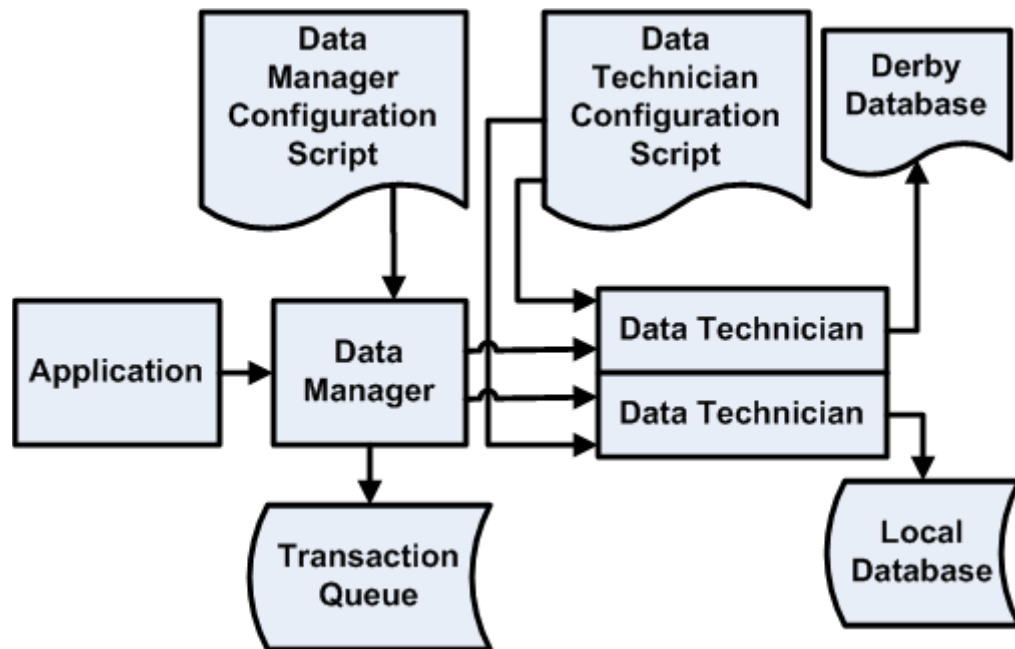 Data
Manager
Configuration
Script
Data
Technician
Configuration
Script
Derby
Database
Application
Data
Manager
Data Technician
Data Technician
Transaction
Queue
Local
Database